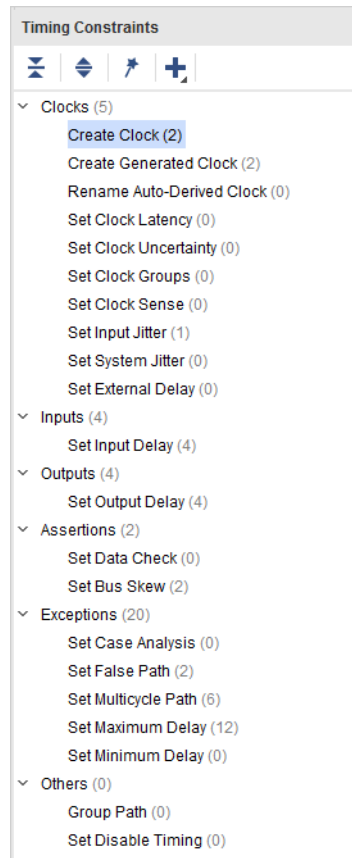 Timing Constraints
Clocks (5)
Create Clock (2)
Create Generated Clock (2)
Rename Auto-Derived Clock (0)
Set Clock Latency (0)
Set Clock Uncertainty (0)
Set Clock Groups (0)
Set Clock Sense (0)
Set Input Jitter (1)
Set System Jitter (0)
Set External Delay (0)
Inputs (4)
Set Input Delay (4)
Outputs (4)
Set Output Delay (4)
Assertions (2)
Set Data Check (0)
Set Bus Skew (2)
Exceptions (20)
Set Case Analysis (0)
Set False Path (2)
Set Multicycle Path (6)
Set Maximum Delay (12)
Set Minimum Delay (0)
Others (0)
Group Path (0)
Set Disable Timing (0)